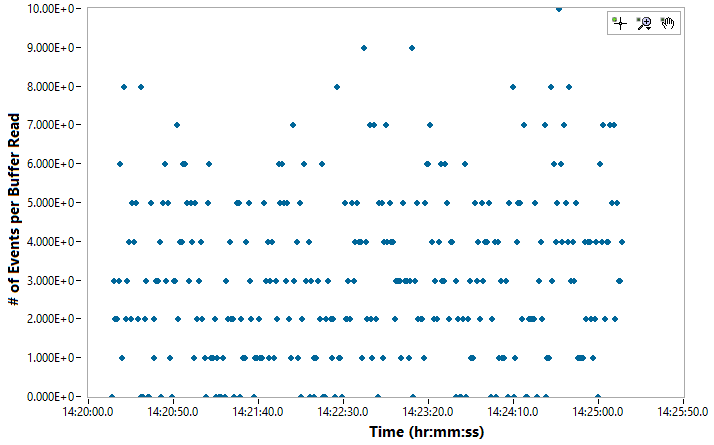 10.00E+0
9.000E+0
8.000E+0
7.000E+0
6.000E+0
5.000E+0
4.000E+0
3.000E+0
2.000E+0
1.000E+0
0.000E+0
# of Events per Buffer Read
14:20:00.0 14:20:50.0 14:21:40.0 14:22:30.0 14:23:20.0 14:24:10.0 14:25:00.0 14:25:50.0
Time (hr:mm:ss)